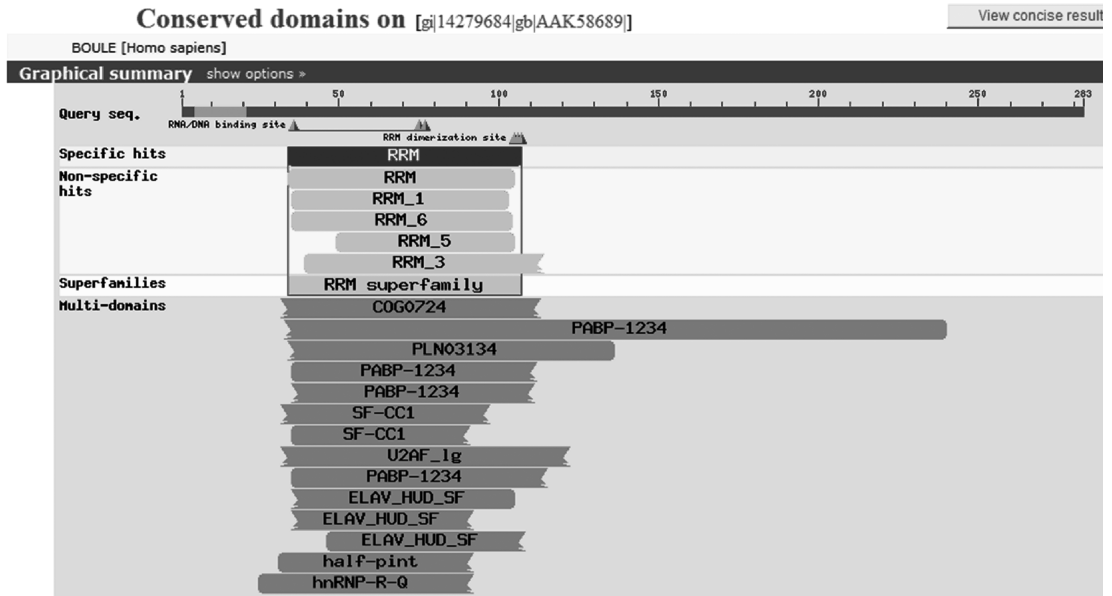 Conserved domains on [gi|14279684|gb|AAK58689|]
View concise result
BOULE [Homo sapiens]
Graphical summary show options »
1 50 100 150 200 250 283
Query seq.
RNA/DNA binding site
RRM dimerization site
Specific hits
RRM
Non-specific
hits
RRM
RRM_1
RRM_6
RRM_5
RRM_3
Superfamilies
RRM superfamily
Multi-domains
COG0724
PABP-1234
PLN03134
PABP-1234
PABP-1234
SF-CC1
SF-CC1
U2AF_lg
PABP-1234
ELAV_HUD_SF
ELAV_HUD_SF
ELAV_HUD_SF
half-pint
hnRNP-R-Q